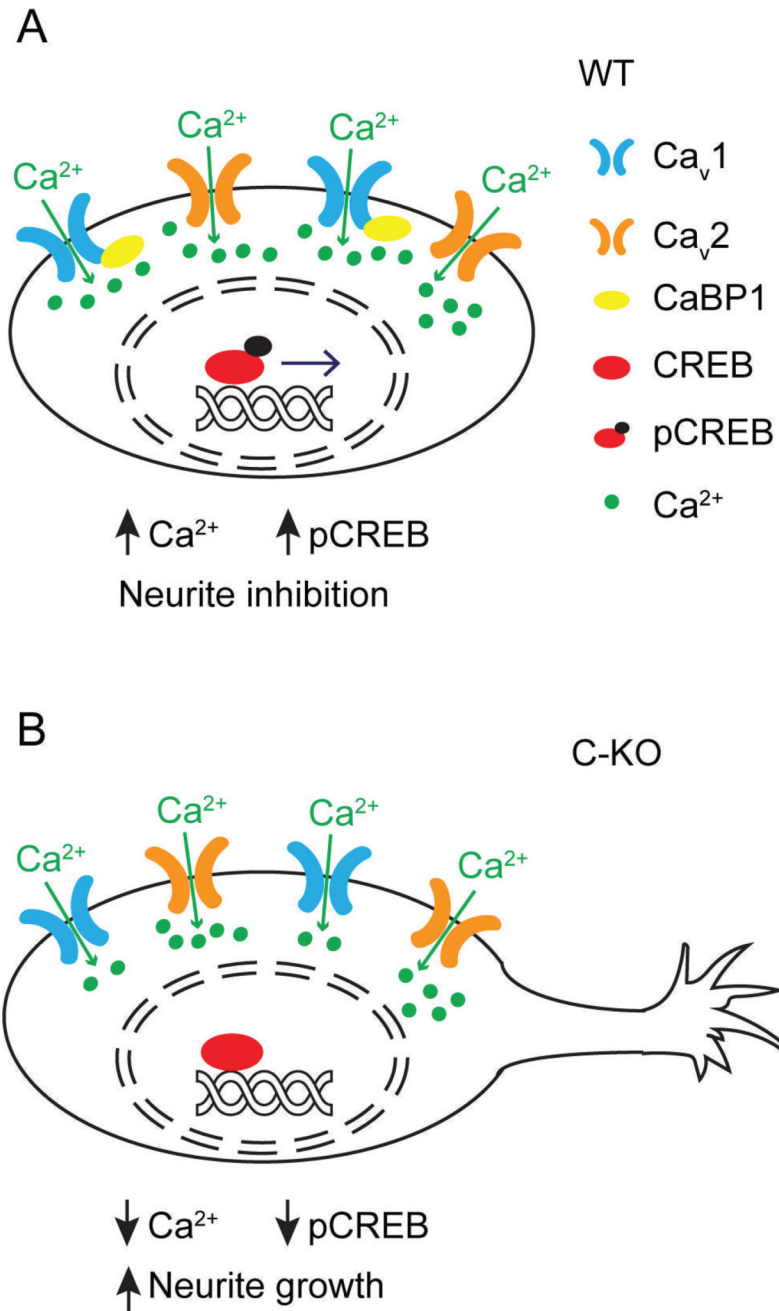 A
WT
Ca²⁺
Ca²⁺
Ca²⁺
Ca²⁺
Caᵥ1
Caᵥ2
CaBP1
CREB
pCREB
Ca²⁺
Ca²⁺ pCREB
Neurite inhibition
B
C-KO
Ca²⁺
Ca²⁺
Ca²⁺
Ca²⁺
Ca²⁺ pCREB
Neurite growth